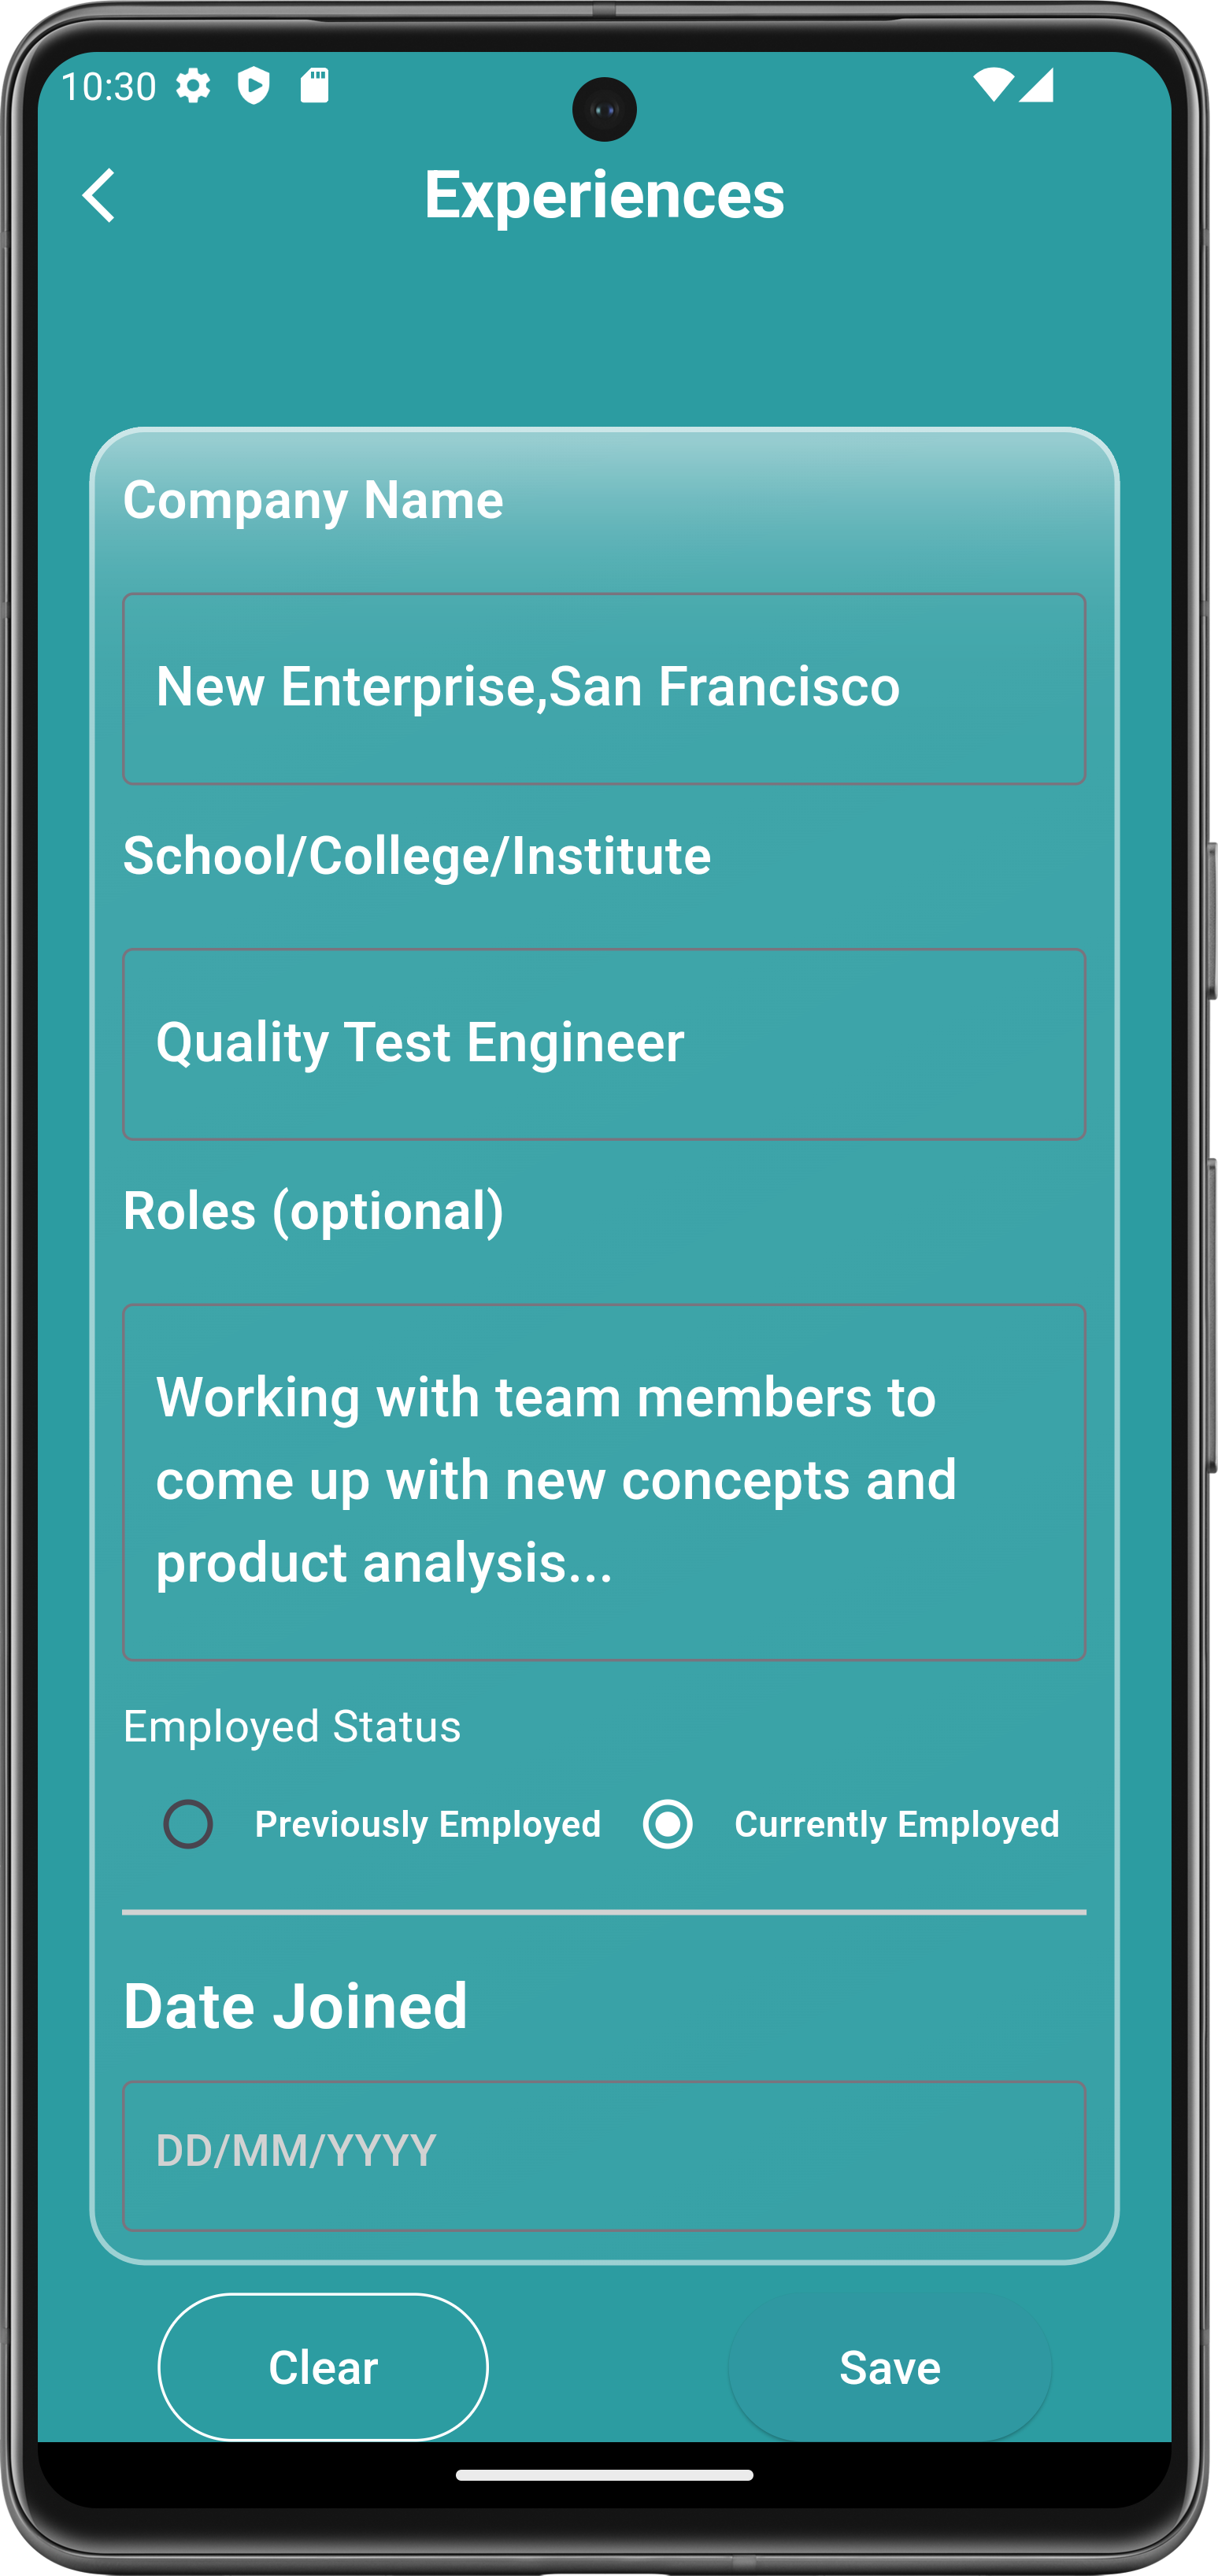 10:30
Experiences
Company Name
New Enterprise,San Francisco
School/College/Institute
Quality Test Engineer
Roles (optional)
Working with team members to
come up with new concepts and
product analysis...
Employed Status
Previously Employed Currently Employed
Date Joined
DD/MM/YYYY
Clear Save